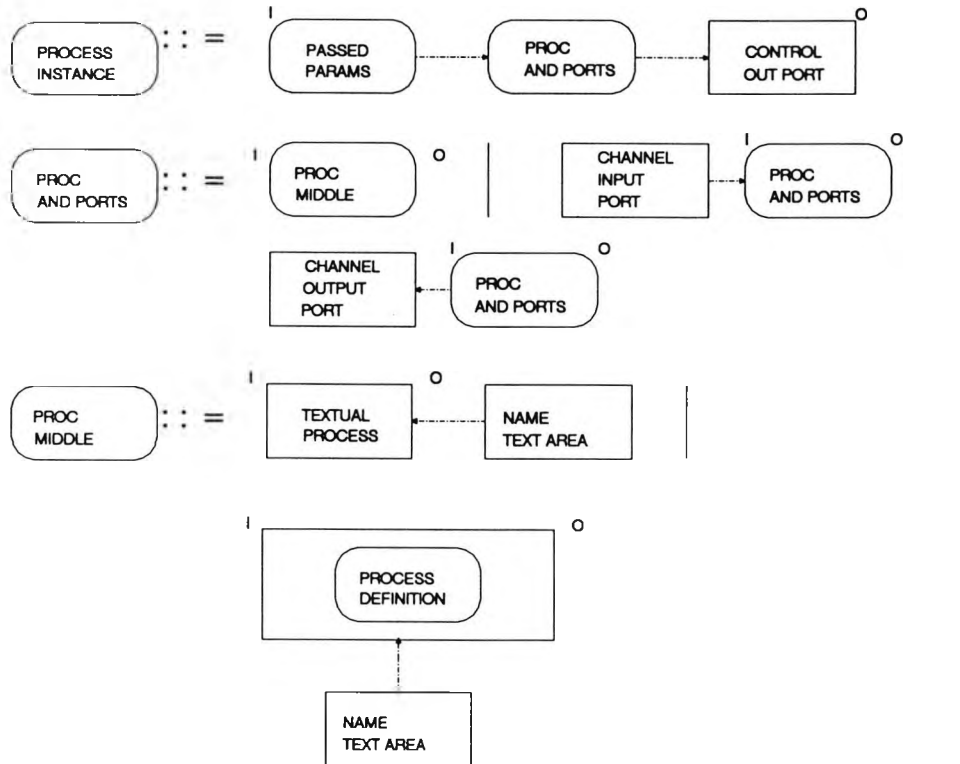 I
O
PROCESS
INSTANCE
: : =
PASSED
PARAMS
PROC
AND PORTS
CONTROL
OUT PORT
PROC
AND PORTS
: : =
I
O
PROC
MIDDLE
|
CHANNEL
INPUT
PORT
I
O
PROC
AND PORTS
CHANNEL
OUTPUT
PORT
I
O
PROC
AND PORTS
PROC
MIDDLE
: : =
I
O
TEXTUAL
PROCESS
NAME
TEXT AREA
|
I
O
PROCESS
DEFINITION
NAME
TEXT AREA